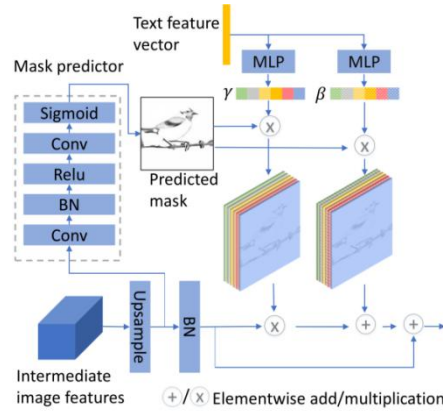 Text feature
vector
MLP
MLP
Mask predictor
γ
β
Sigmoid
x
Conv
x
Relu
Predicted
mask
BN
Conv
Upsample
BN
x
+
+
Intermediate
image features
+/x Elementwise add/multiplication